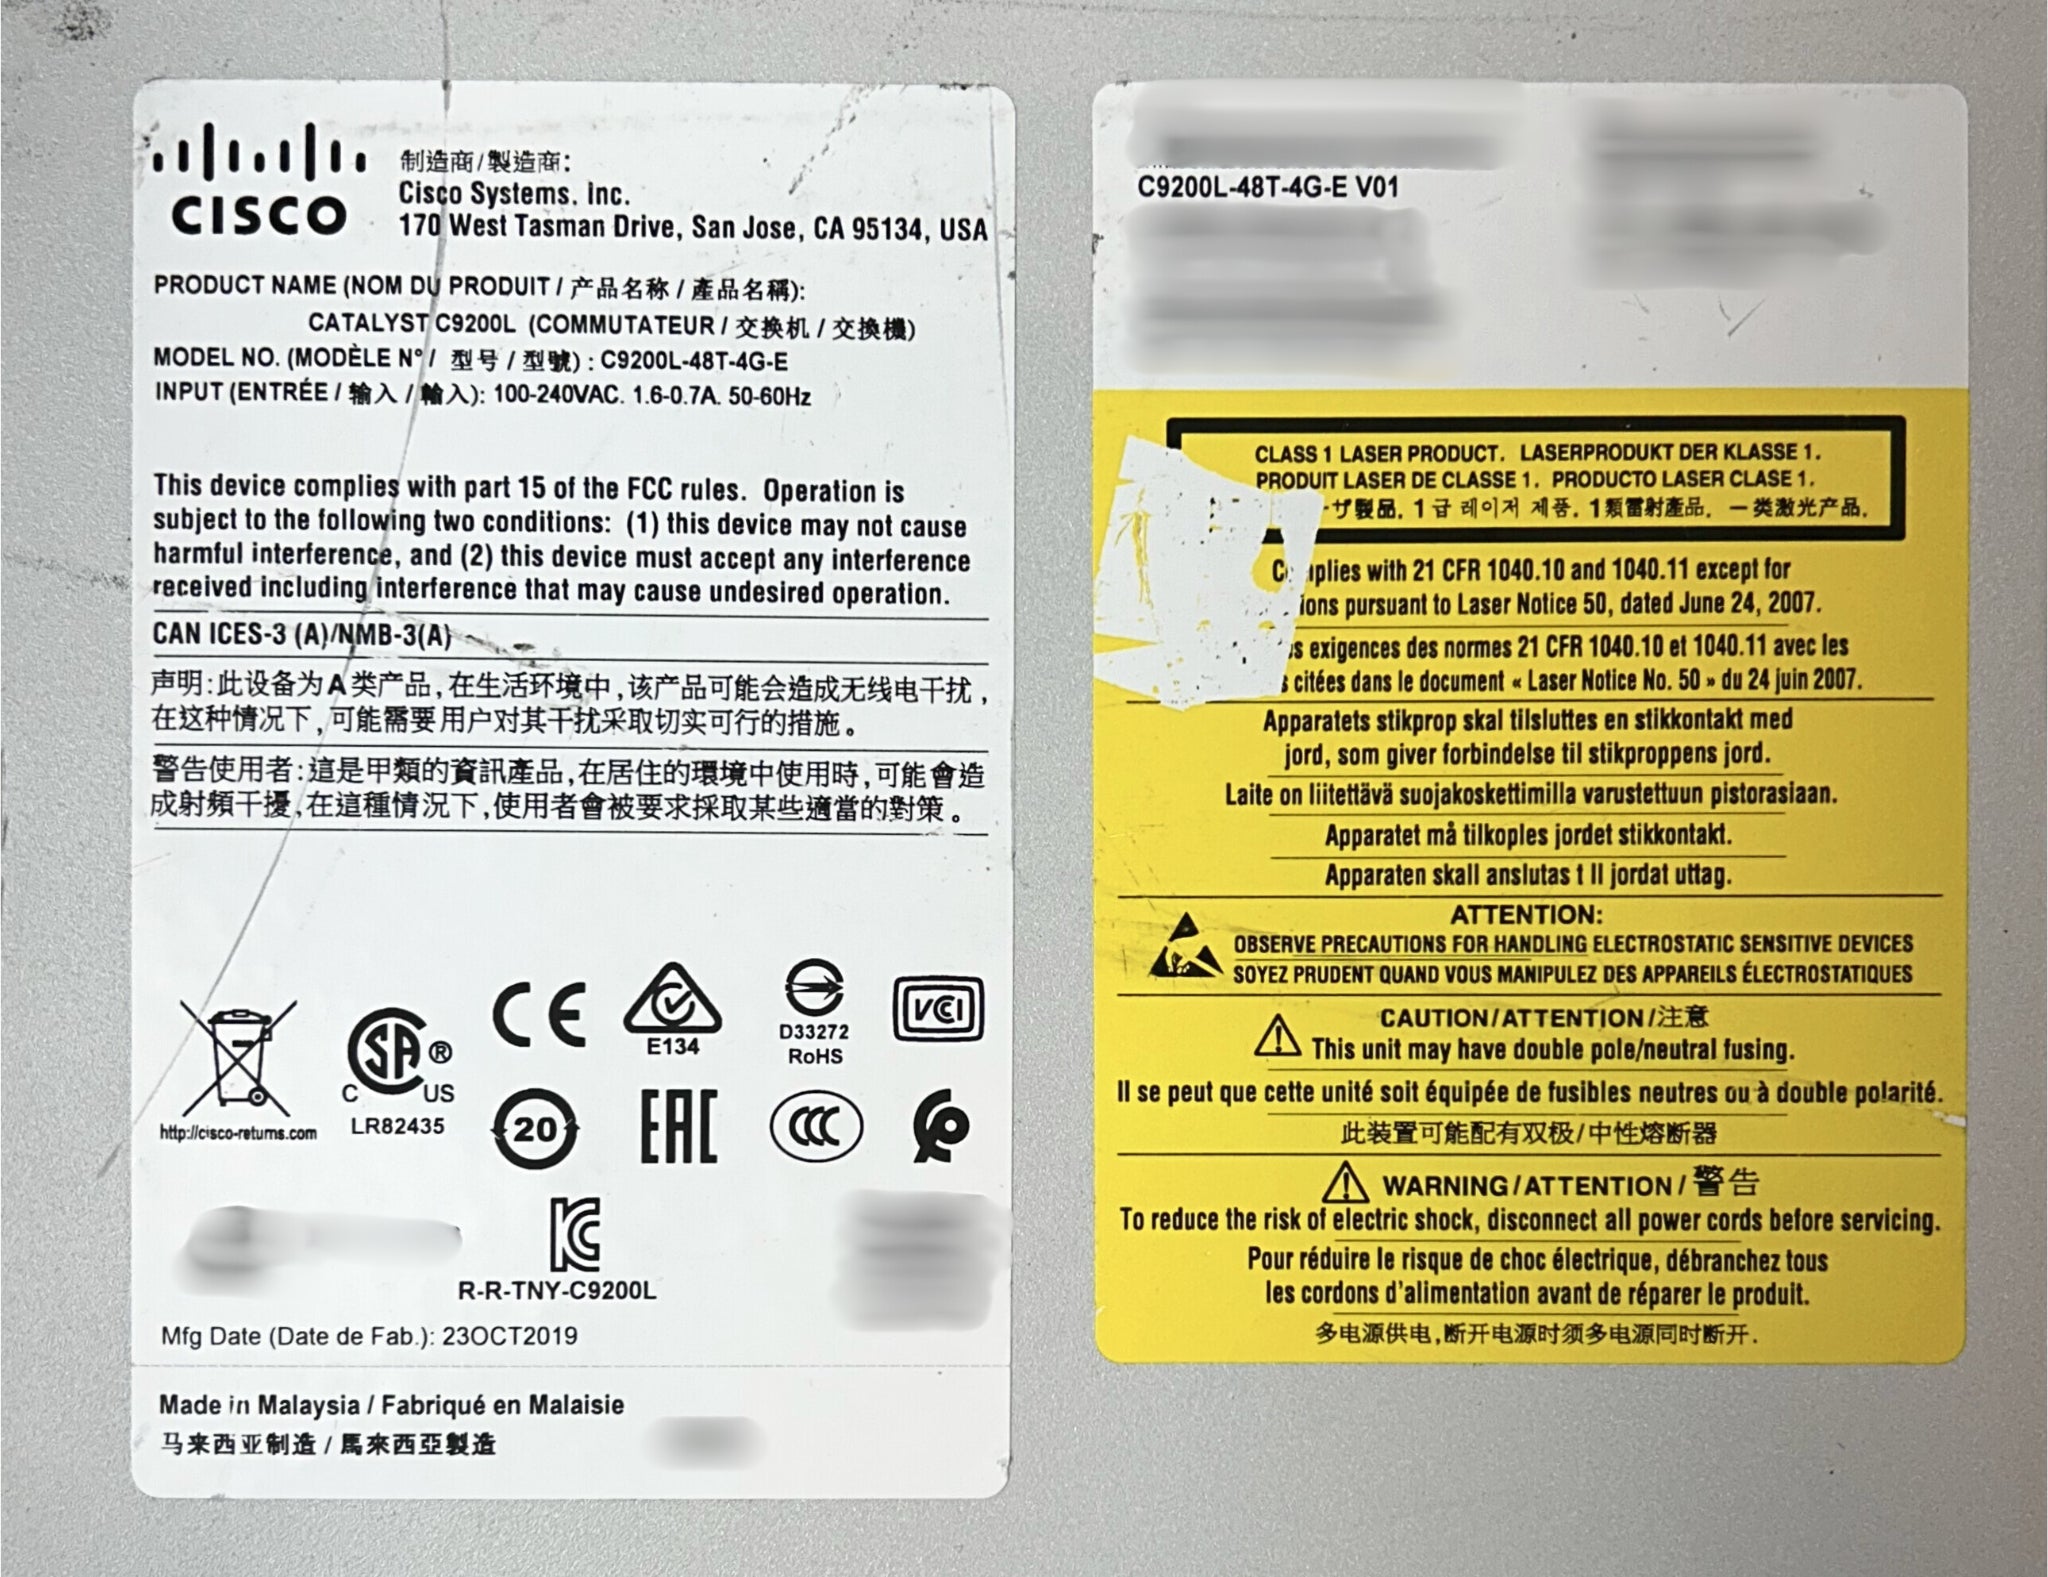 CISCO
制造商/製造商:
Cisco Systems, Inc.
170 West Tasman Drive, San Jose, CA 95134, USA
PRODUCT NAME (NOM DU PRODUIT / 产品名称 / 產品名稱):
CATALYST C9200L (COMMUTATEUR / 交换机 / 交換機)
MODEL NO. (MODÈLE N° / 型号 / 型號) : C9200L-48T-4G-E
INPUT (ENTRÉE / 输入 / 輸入): 100-240VAC. 1.6-0.7A. 50-60Hz
This device complies with part 15 of the FCC rules. Operation is
subject to the following two conditions: (1) this device may not cause
harmful interference, and (2) this device must accept any interference
received including interference that may cause undesired operation.
CAN ICES-3 (A)/NMB-3(A)
声明:此设备为A类产品,在生活环境中,该产品可能会造成无线电干扰,
在这种情况下,可能需要用户对其干扰采取切实可行的措施。
警告使用者:這是甲類的資訊產品,在居住的環境中使用時,可能會造
成射頻干擾,在這種情況下,使用者會被要求採取某些適當的對策。
http://cisco-returns.com
SA ®
C US
LR82435
CE
E134
D33272
RoHS
VCI
20
EAC
CCC
R-R-TNY-C9200L
Mfg Date (Date de Fab.): 23OCT2019
Made in Malaysia / Fabriqué en Malaisie
马来西亚制造 / 馬來西亞製造
C9200L-48T-4G-E V01
CLASS 1 LASER PRODUCT. LASERPRODUKT DER KLASSE 1.
PRODUIT LASER DE CLASSE 1. PRODUCTO LASER CLASE 1.
ーザ製品. 1급 레이저 제품. 1類雷射產品. 一类激光产品.
with 21 CFR 1040.10 and 1040.11 except for
pursuant to Laser Notice 50, dated June 24, 2007.
exigences des normes 21 CFR 1040.10 et 1040.11 avec les
citées dans le document « Laser Notice No. 50 » du 24 juin 2007.
Apparatets stikprop skal tilsluttes en stikkontakt med
jord, som giver forbindelse til stikproppens jord.
Laite on liitettävä suojakoskettimilla varustettuun pistorasiaan.
Apparatet må tilkoples jordet stikkontakt.
Apparaten skall anslutas t ll jordat uttag.
ATTENTION:
OBSERVE PRECAUTIONS FOR HANDLING ELECTROSTATIC SENSITIVE DEVICES
SOYEZ PRUDENT QUAND VOUS MANIPULEZ DES APPAREILS ÉLECTROSTATIQUES
CAUTION/ATTENTION/注意
This unit may have double pole/neutral fusing.
Il se peut que cette unité soit équipée de fusibles neutres ou à double polarité.
此装置可能配有双极/中性熔断器
WARNING/ATTENTION/警告
To reduce the risk of electric shock, disconnect all power cords before servicing.
Pour réduire le risque de choc électrique, débranchez tous
les cordons d'alimentation avant de réparer le produit.
多电源供电,断开电源时须多电源同时断开.